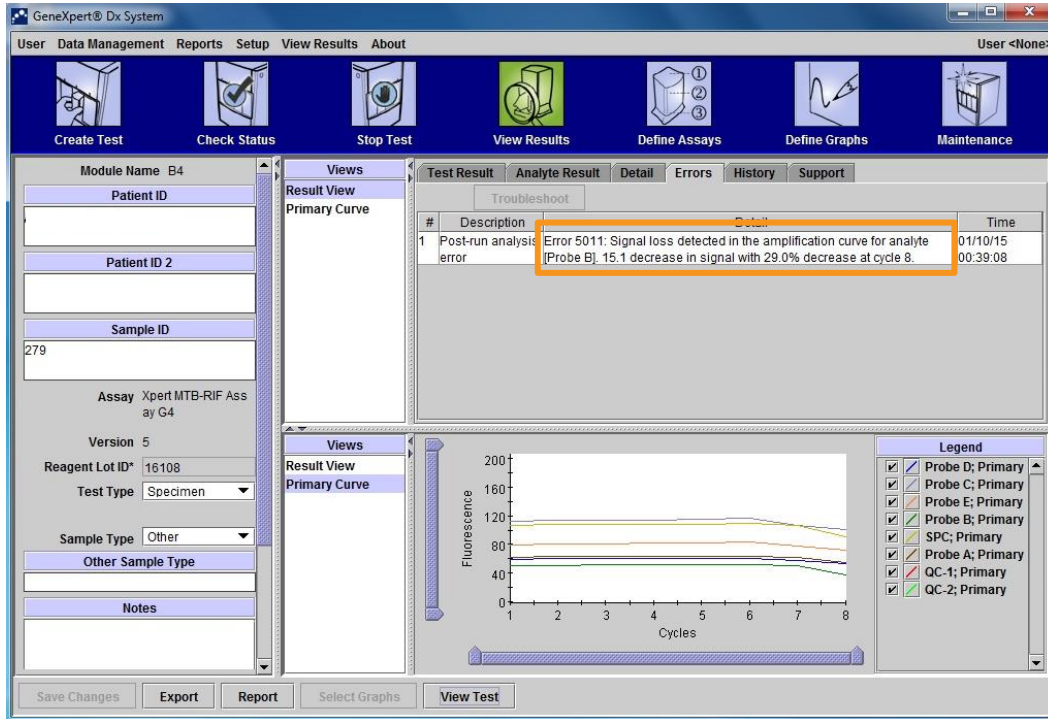 GeneXpert® Dx System
User Data Management Reports Setup View Results About User <None>
Create Test Check Status Stop Test View Results Define Assays Define Graphs Maintenance
Module Name B4
Patient ID
Patient ID 2
Sample ID
279
Assay Xpert MTB-RIF Ass
ay G4
Version 5
Reagent Lot ID* 16108
Test Type Specimen
Sample Type Other
Other Sample Type
Notes
Views
Result View
Primary Curve
Test Result Analyte Result Detail Errors History Support
Troubleshoot
# Description Detail Time
1 Post-run analysis Error 5011: Signal loss detected in the amplification curve for analyte 01/10/15
error [Probe B]. 15.1 decrease in signal with 29.0% decrease at cycle 8. 00:39:08
Views
Result View
Primary Curve
Fluorescence
200
160
120
80
40
0
1 2 3 4 5 6 7 8
Cycles
Legend
Probe D; Primary
Probe C; Primary
Probe E; Primary
Probe B; Primary
SPC; Primary
Probe A; Primary
QC-1; Primary
QC-2; Primary
Save Changes Export Report Select Graphs View Test